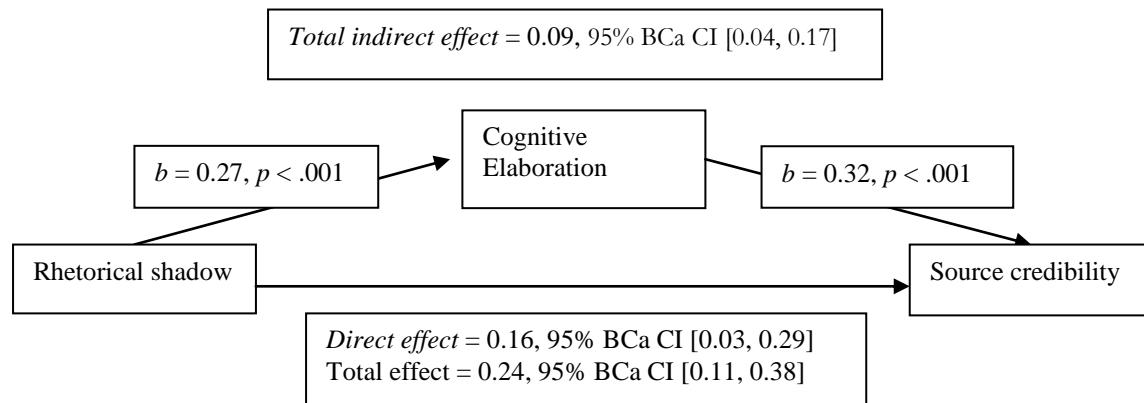 Total indirect effect = 0.09, 95% BCa CI [0.04, 0.17]
Cognitive
Elaboration
b = 0.27, p < .001
b = 0.32, p < .001
Rhetorical shadow
Source credibility
Direct effect = 0.16, 95% BCa CI [0.03, 0.29]
Total effect = 0.24, 95% BCa CI [0.11, 0.38]